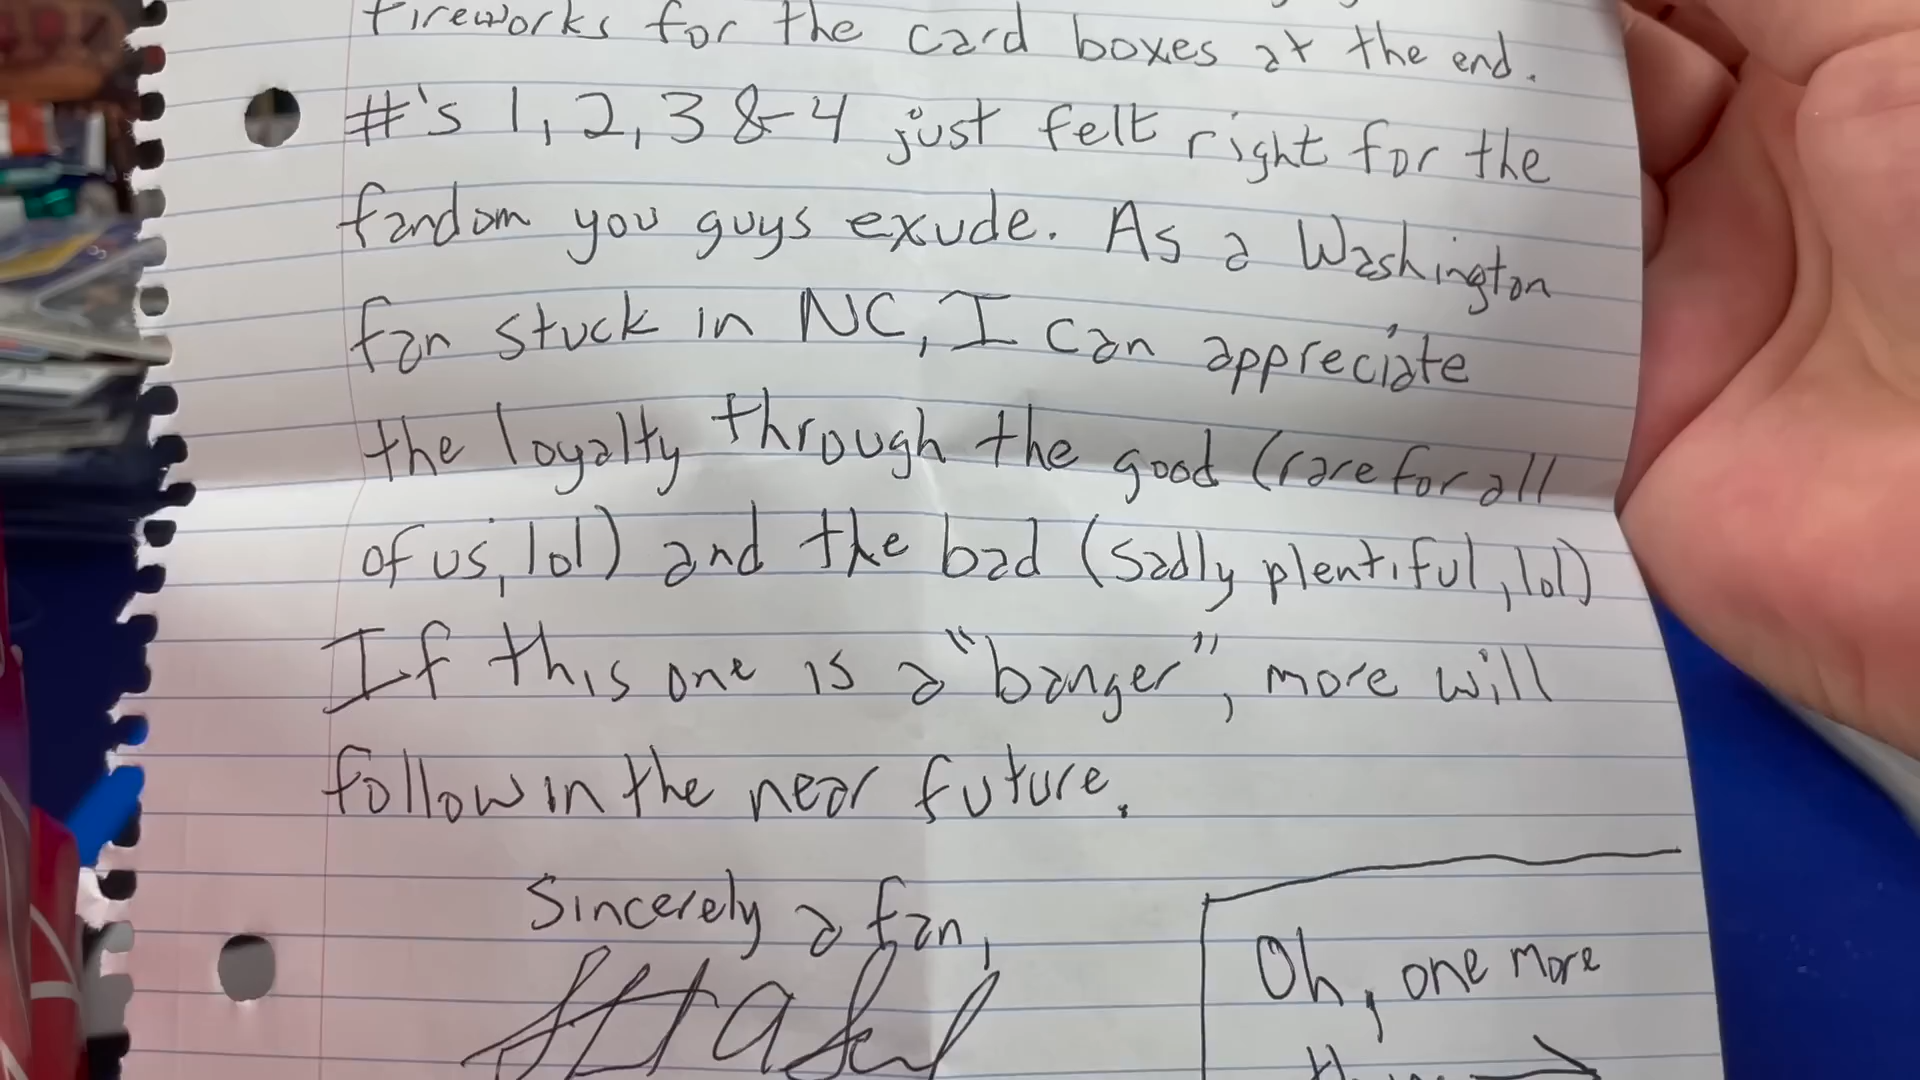 fireworks for the card boxes at the end.
#'s 1, 2, 3 & 4 just felt right for the
fandom you guys exude. As a Washington
fan stuck in NC, I can appreciate
the loyalty through the good (rare for all
of us, lol) and the bad (sadly plentiful, lol)
If this one is a "banger", more will
follow in the near future.
Sincerely a fan,
Oh, one more